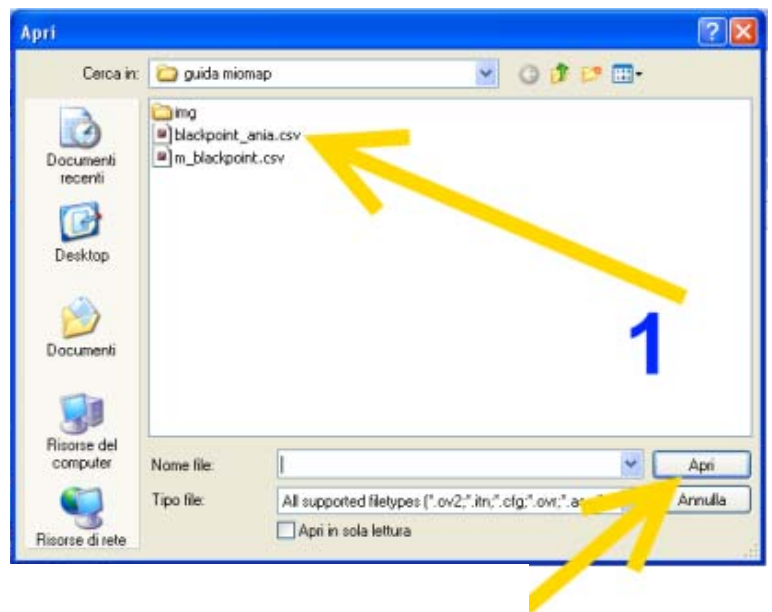 Apri
Cerca in:
guida miomap
img
blackpoint_ania.csv
m_blackpoint.csv
Documenti
recenti
Desktop
Documenti
Risorse del
computer
Risorse di rete
1
Nome file:
Apri
Tipo file:
All supported filetypes (*.ov2;*.itn;*.cfg;*.ovr;
Annulla
Apri in sola lettura